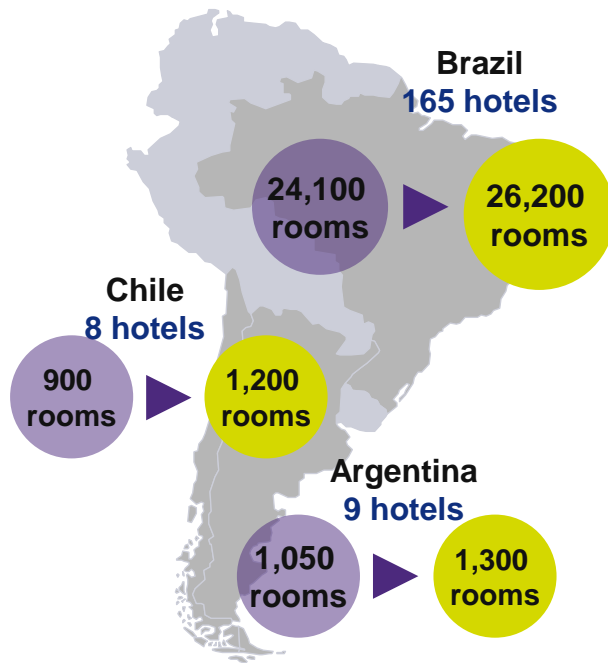 Brazil
165 hotels
24,100
rooms
26,200
rooms
Chile
8 hotels
900
rooms
1,200
rooms
Argentina
9 hotels
1,050
rooms
1,300
rooms